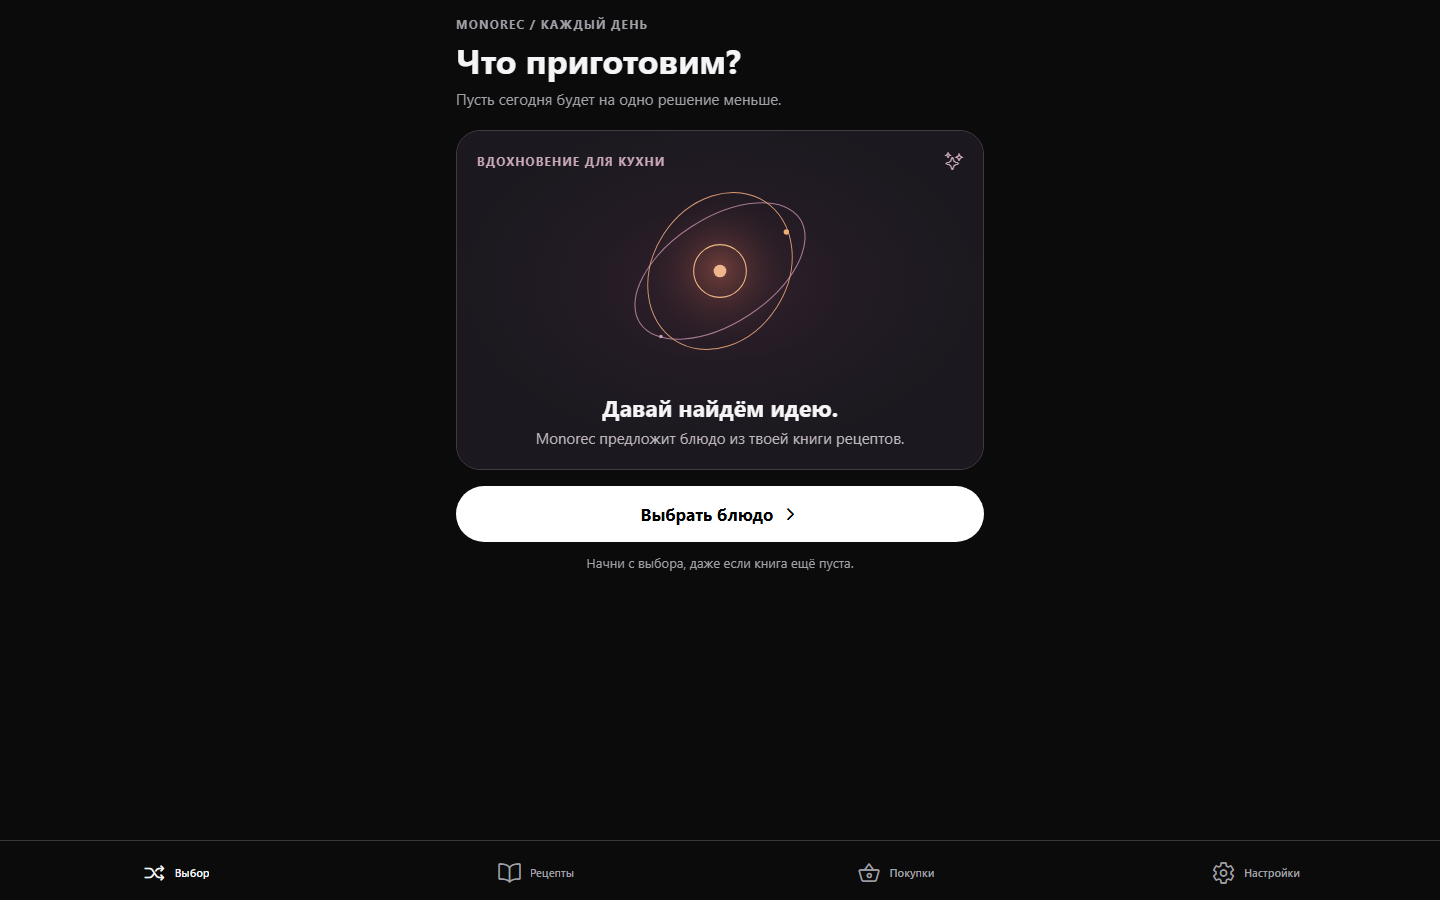 MONOREC / КАЖДЫЙ ДЕНЬ
Что приготовим?
Пусть сегодня будет на одно решение меньше.
ВДОХНОВЕНИЕ ДЛЯ КУХНИ
Давай найдём идею.
Monorec предложит блюдо из твоей книги рецептов.
Выбрать блюдо
Начни с выбора, даже если книга ещё пуста.
Выбор
Рецепты
Покупки
Настройки